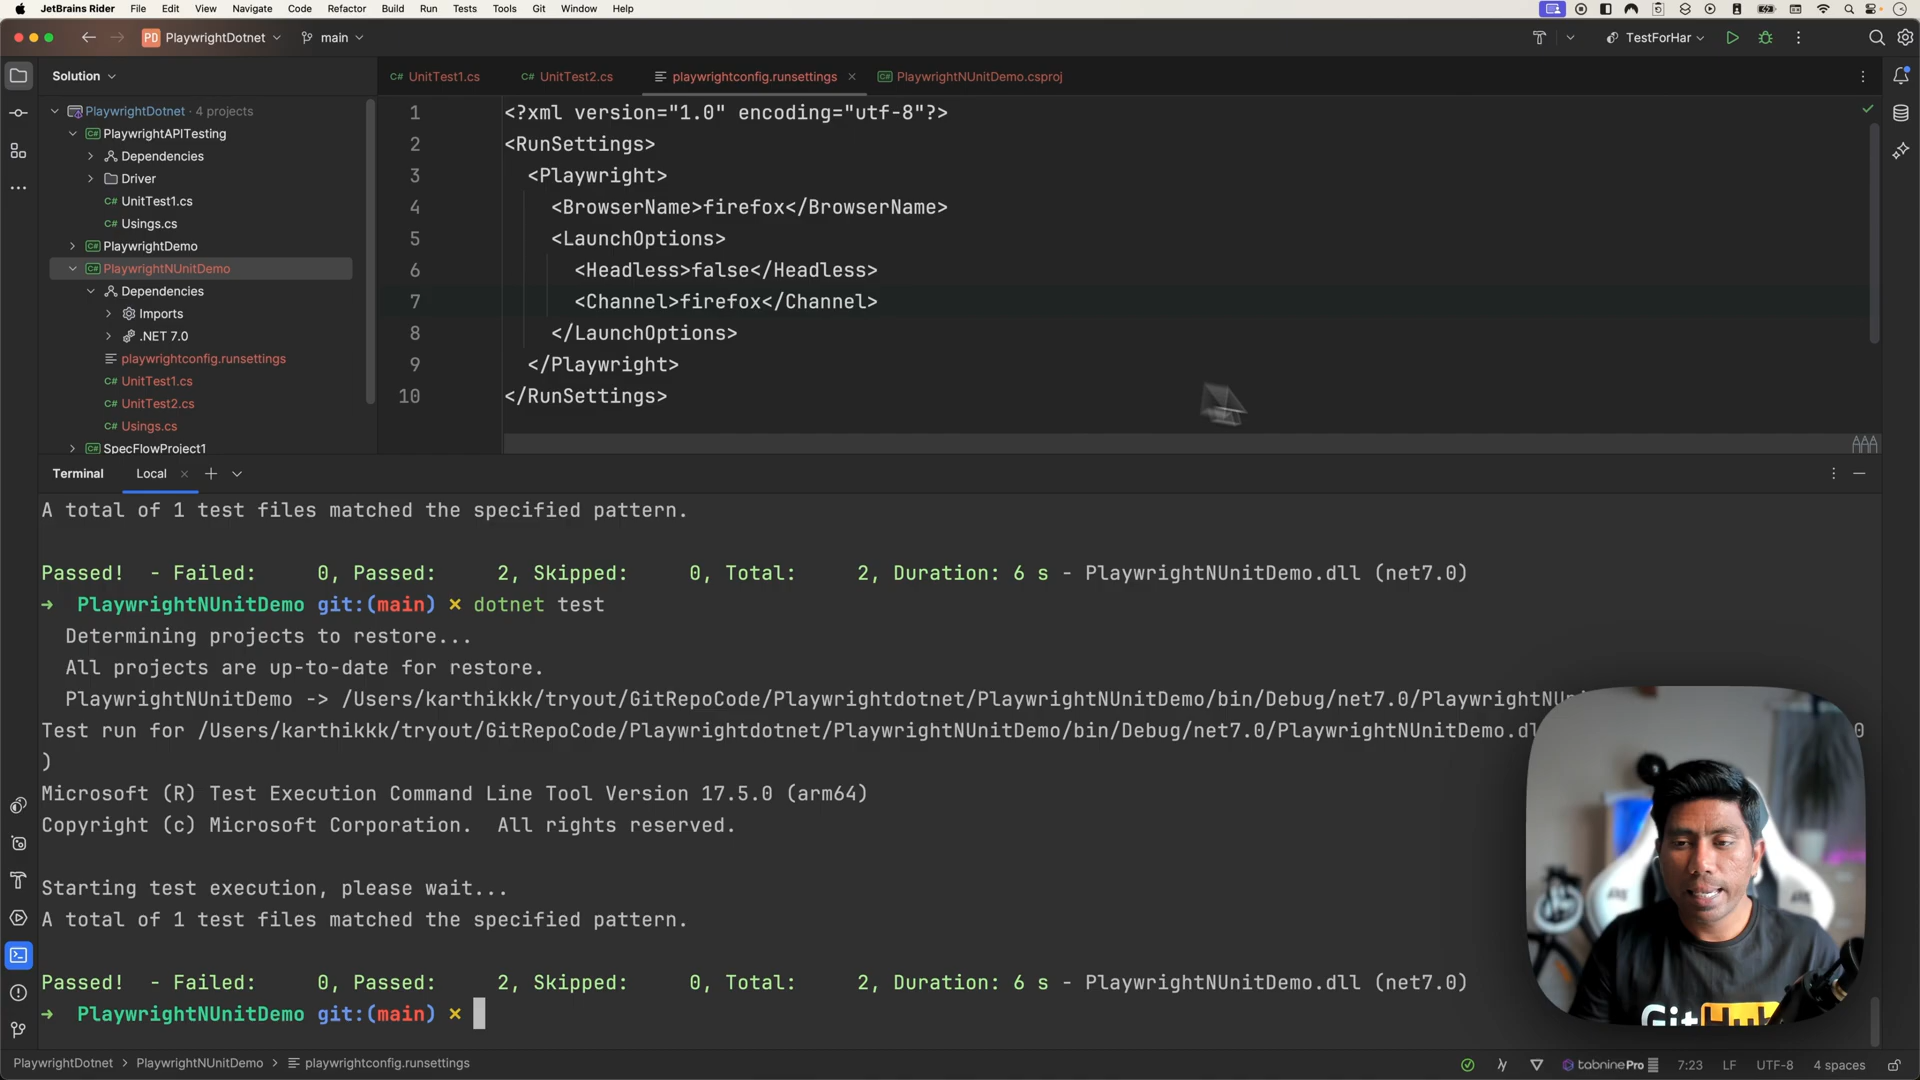 JetBrains Rider File Edit View Navigate Code Refactor Build Run Tests Tools Git Window Help
PD PlaywrightDotnet main TestForHar
Solution
UnitTest1.cs UnitTest2.cs playwrightconfig.runsettings PlaywrightNUnitDemo.csproj
PlaywrightDotnet · 4 projects
C# PlaywrightAPITesting
Dependencies
Driver
C# UnitTest1.cs
C# Usings.cs
C# PlaywrightDemo
C# PlaywrightNUnitDemo
Dependencies
Imports
.NET 7.0
playwrightconfig.runsettings
C# UnitTest1.cs
C# UnitTest2.cs
C# Usings.cs
C# SpecFlowProject1
1 <?xml version="1.0" encoding="utf-8"?>
2 <RunSettings>
3 <Playwright>
4 <BrowserName>firefox</BrowserName>
5 <LaunchOptions>
6 <Headless>false</Headless>
7 <Channel>firefox</Channel>
8 </LaunchOptions>
9 </Playwright>
10 </RunSettings>
Terminal Local
A total of 1 test files matched the specified pattern.
Passed! - Failed: 0, Passed: 2, Skipped: 0, Total: 2, Duration: 6 s - PlaywrightNUnitDemo.dll (net7.0)
➜ PlaywrightNUnitDemo git:(main) ✗ dotnet test
Determining projects to restore...
All projects are up-to-date for restore.
PlaywrightNUnitDemo -> /Users/karthikkk/tryout/GitRepoCode/Playwrightdotnet/PlaywrightNUnitDemo/bin/Debug/net7.0/PlaywrightNUn
Test run for /Users/karthikkk/tryout/GitRepoCode/Playwrightdotnet/PlaywrightNUnitDemo/bin/Debug/net7.0/PlaywrightNUnitDemo.dl 0
)
Microsoft (R) Test Execution Command Line Tool Version 17.5.0 (arm64)
Copyright (c) Microsoft Corporation. All rights reserved.
Starting test execution, please wait...
A total of 1 test files matched the specified pattern.
Passed! - Failed: 0, Passed: 2, Skipped: 0, Total: 2, Duration: 6 s - PlaywrightNUnitDemo.dll (net7.0)
➜ PlaywrightNUnitDemo git:(main) ✗
GitHub
PlaywrightDotnet > PlaywrightNUnitDemo > playwrightconfig.runsettings tabnine Pro 7:23 LF UTF-8 4 spaces